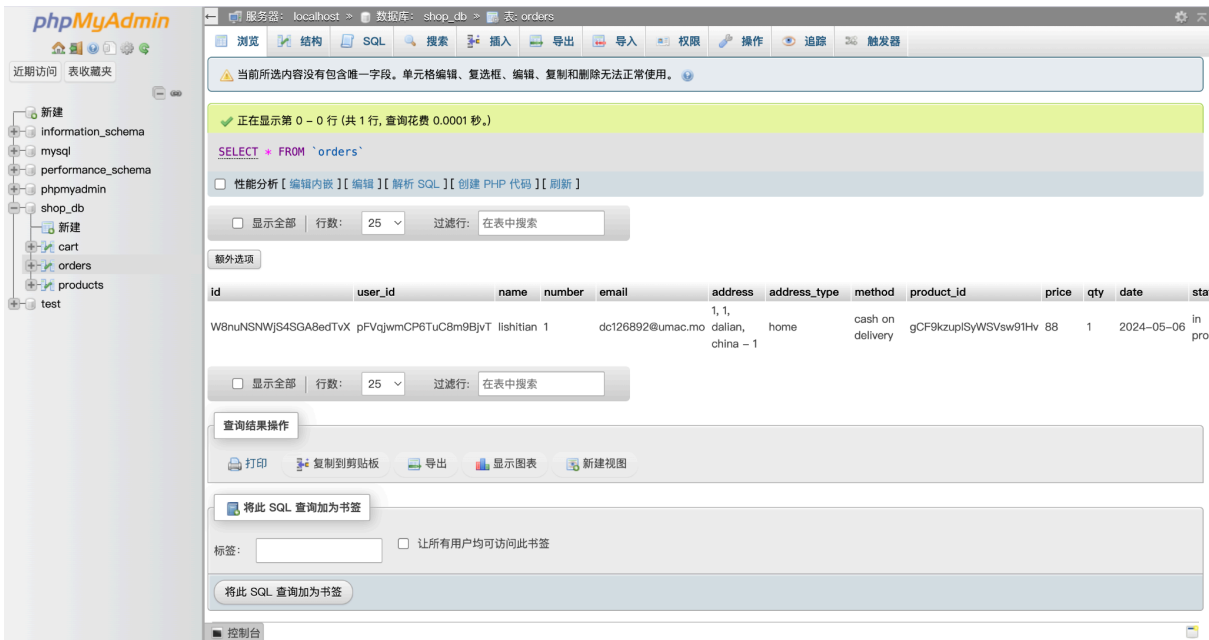 phpMyAdmin
近期访问 表收藏夹
新建
information_schema
mysql
performance_schema
phpmyadmin
shop_db
新建
cart
orders
products
test
服务器: localhost » 数据库: shop_db » 表: orders
浏览 结构 SQL 搜索 插入 导出 导入 权限 操作 追踪 触发器
当前所选内容没有包含唯一字段。单元格编辑、复选框、编辑、复制和删除无法正常使用。
正在显示第 0 – 0 行 (共 1 行, 查询花费 0.0001 秒。)
SELECT * FROM `orders`
性能分析 [ 编辑内嵌 ] [ 编辑 ] [ 解析 SQL ] [ 创建 PHP 代码 ] [ 刷新 ]
显示全部 行数: 25 过滤行: 在表中搜索
额外选项
id user_id name number email address address_type method product_id price qty date sta
W8nuNSNWjS4SGA8edTvX pFVqjwmCP6TuC8m9BjvT lishitian 1 dc126892@umac.mo 1, 1, dalian, china – 1 home cash on delivery gCF9kzuplSyWSVsw91Hv 88 1 2024–05–06 in pro
显示全部 行数: 25 过滤行: 在表中搜索
查询结果操作
打印 复制到剪贴板 导出 显示图表 新建视图
将此 SQL 查询加为书签
标签: 让所有用户均可访问此书签
将此 SQL 查询加为书签
控制台